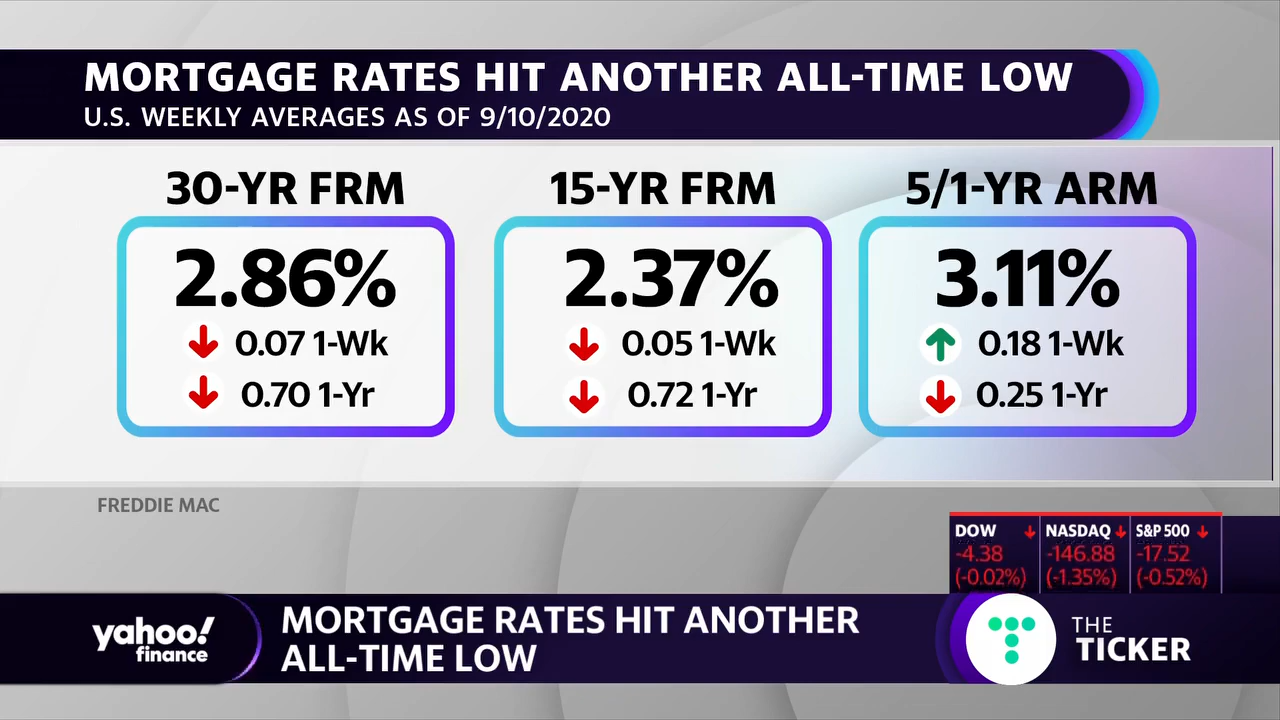 MORTGAGE RATES HIT ANOTHER ALL-TIME LOW
U.S. WEEKLY AVERAGES AS OF 9/10/2020
30-YR FRM
2.86%
0.07 1-Wk
0.70 1-Yr
15-YR FRM
2.37%
0.05 1-Wk
0.72 1-Yr
5/1-YR ARM
3.11%
0.18 1-Wk
0.25 1-Yr
FREDDIE MAC
DOW
-4.38
(-0.02%)
NASDAQ
-146.88
(-1.35%)
S&P 500
-17.52
(-0.52%)
yahoo!
finance
MORTGAGE RATES HIT ANOTHER
ALL-TIME LOW
THE
TICKER